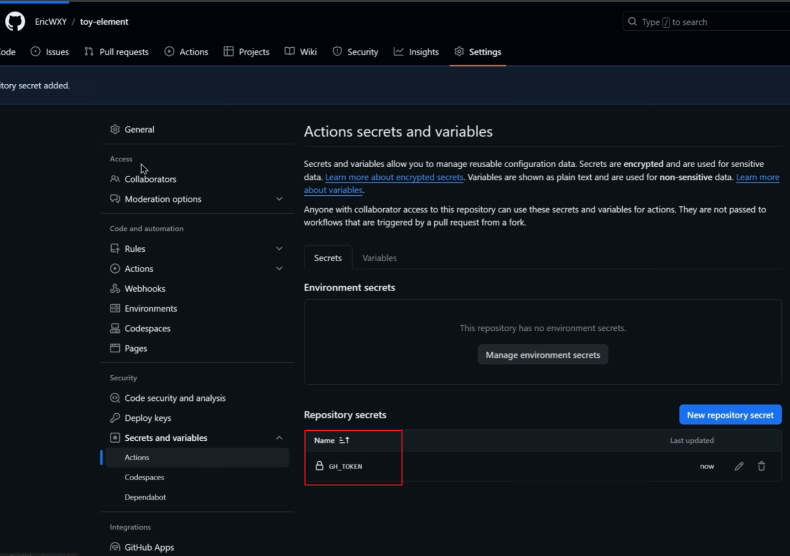 EricWXY / toy-element
Type / to search
ode Issues Pull requests Actions Projects Wiki Security Insights Settings
tory secret added.
General
Access
Collaborators
Moderation options
Code and automation
Rules
Actions
Webhooks
Environments
Codespaces
Pages
Security
Code security and analysis
Deploy keys
Secrets and variables
Actions
Codespaces
Dependabot
Integrations
GitHub Apps
Actions secrets and variables
Secrets and variables allow you to manage reusable configuration data. Secrets are encrypted and are used for sensitive
data. Learn more about encrypted secrets. Variables are shown as plain text and are used for non-sensitive data. Learn more
about variables.
Anyone with collaborator access to this repository can use these secrets and variables for actions. They are not passed to
workflows that are triggered by a pull request from a fork.
Secrets Variables
Environment secrets
This repository has no environment secrets.
Manage environment secrets
Repository secrets New repository secret
Name Last updated
GH_TOKEN now